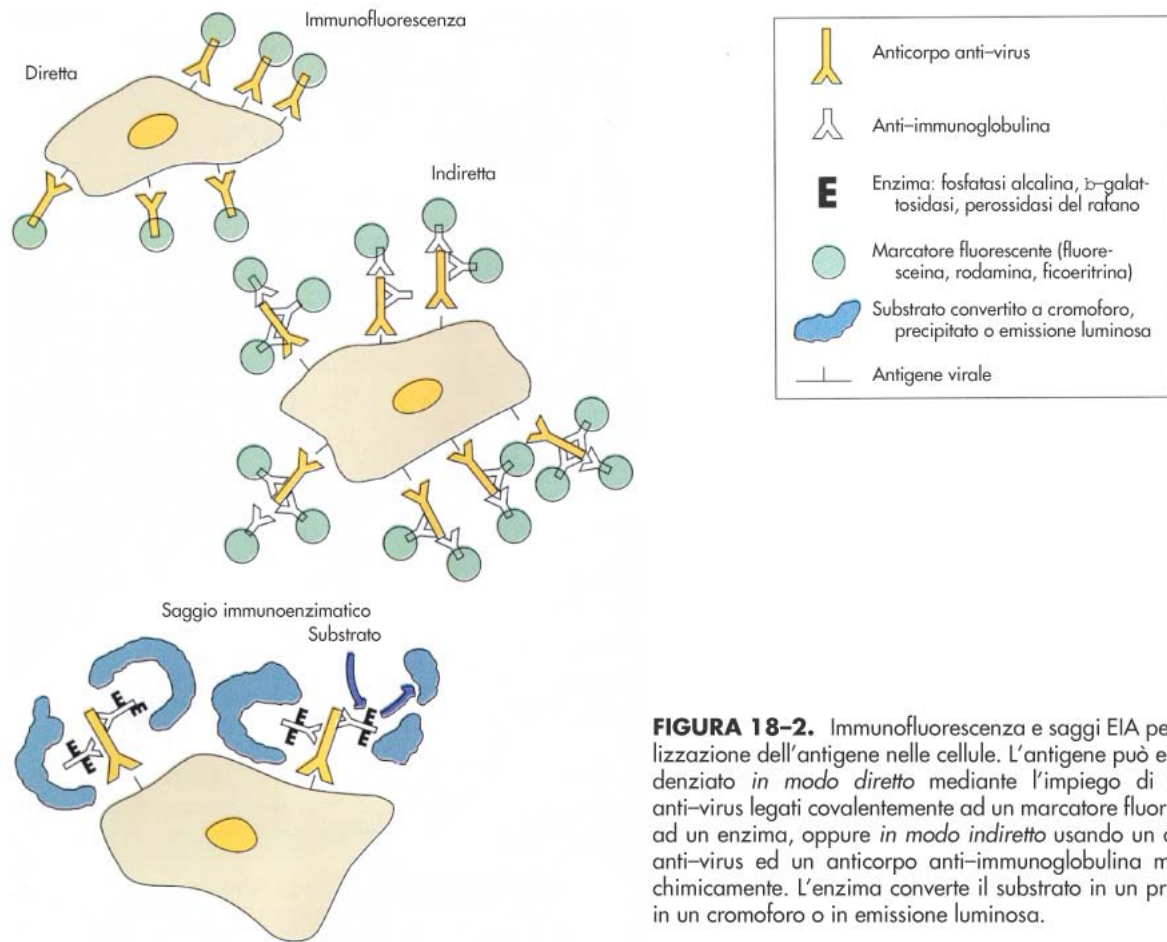 Immunofluorescenza
Diretta
Indiretta
Saggio immunoenzimatico
Substrato
E
E
E
E
E
E
E
E
Anticorpo anti–virus
Anti–immunoglobulina
E
Enzima: fosfatasi alcalina, b–galat-
tosidasi, perossidasi del rafano
Marcatore fluorescente (fluore-
sceina, rodamina, ficoeritrina)
Substrato convertito a cromoforo,
precipitato o emissione luminosa
Antigene virale
FIGURA 18–2. Immunofluorescenza e saggi EIA pe
lizzazione dell'antigene nelle cellule. L'antigene può e
denziato in modo diretto mediante l'impiego di
anti–virus legati covalentemente ad un marcatore fluor
ad un enzima, oppure in modo indiretto usando un
anti–virus ed un anticorpo anti–immunoglobulina m
chimicamente. L'enzima converte il substrato in un pr
in un cromoforo o in emissione luminosa.